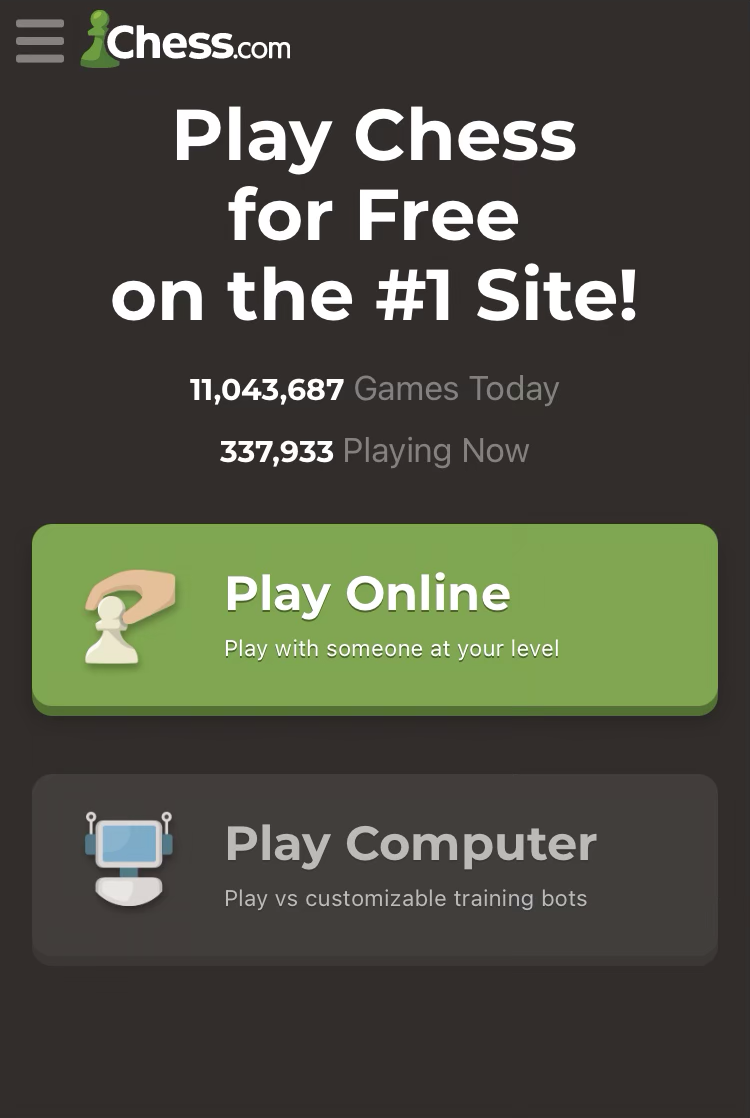 Chess.com
Play Chess
for Free
on the #1 Site!
11,043,687 Games Today
337,933 Playing Now
Play Online
Play with someone at your level
Play Computer
Play vs customizable training bots